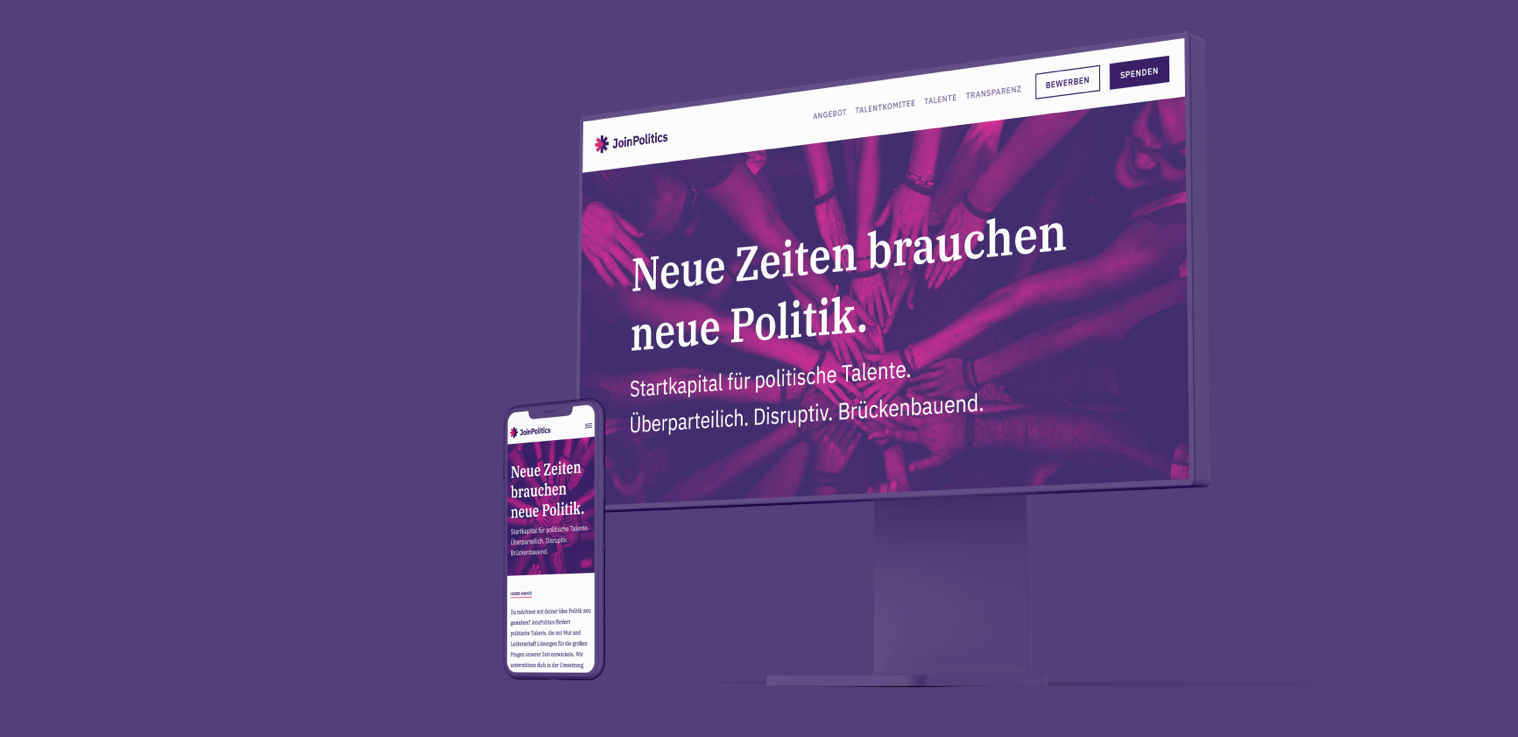 JoinPolitics
ANGEBOT TALENTKOMITEE TALENTE TRANSPARENZ BEWERBEN SPENDEN
Neue Zeiten brauchen
neue Politik.
Startkapital für politische Talente.
Überparteilich. Disruptiv. Brückenbauend.
JoinPolitics
Neue Zeiten
brauchen
neue Politik.
Startkapital für politische Talente.
Überparteilich. Disruptiv.
Brückenbauend.
UNSER ANSATZ
Du möchtest mit deiner Idee Politik neu
gestalten? JoinPolitics fördert
politische Talente, die mit Mut und
Leidenschaft Lösungen für die großen
Fragen unserer Zeit entwickeln. Wir
unterstützen dich in der Umsetzung